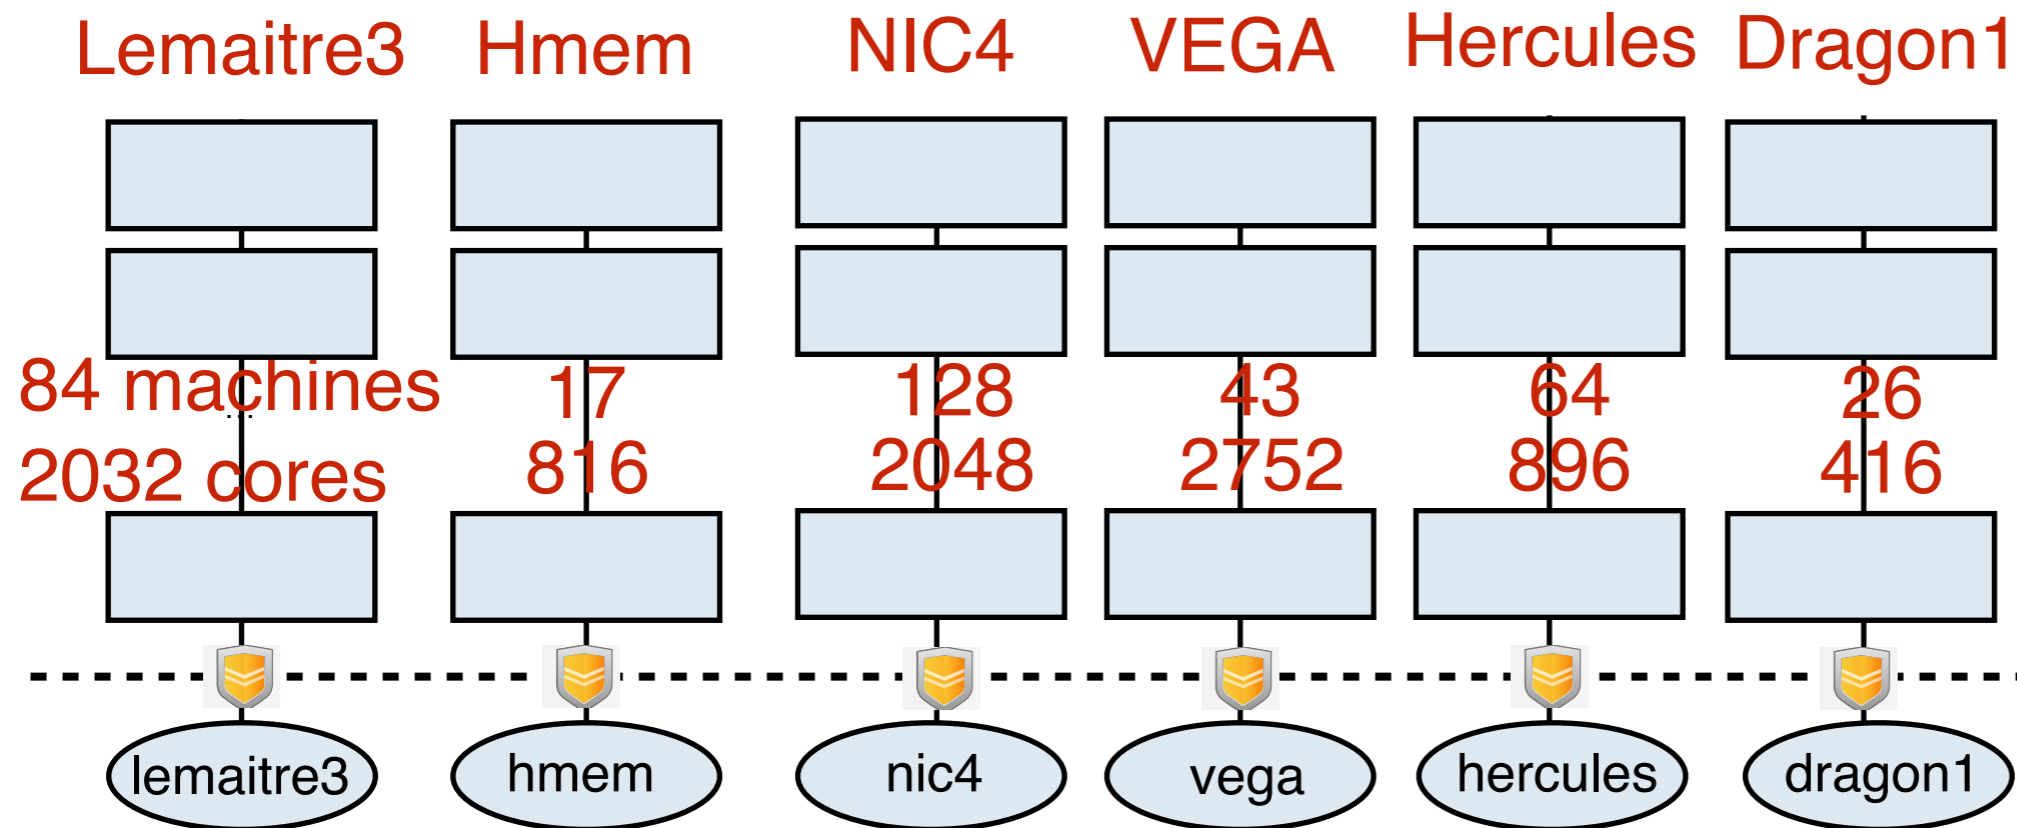 Lemaitre3 Hmem NIC4 VEGA Hercules Dragon1
84 machines 17 128 43 64 26
...
2032 cores 816 2048 2752 896 416
lemaitre3 hmem nic4 vega hercules dragon1